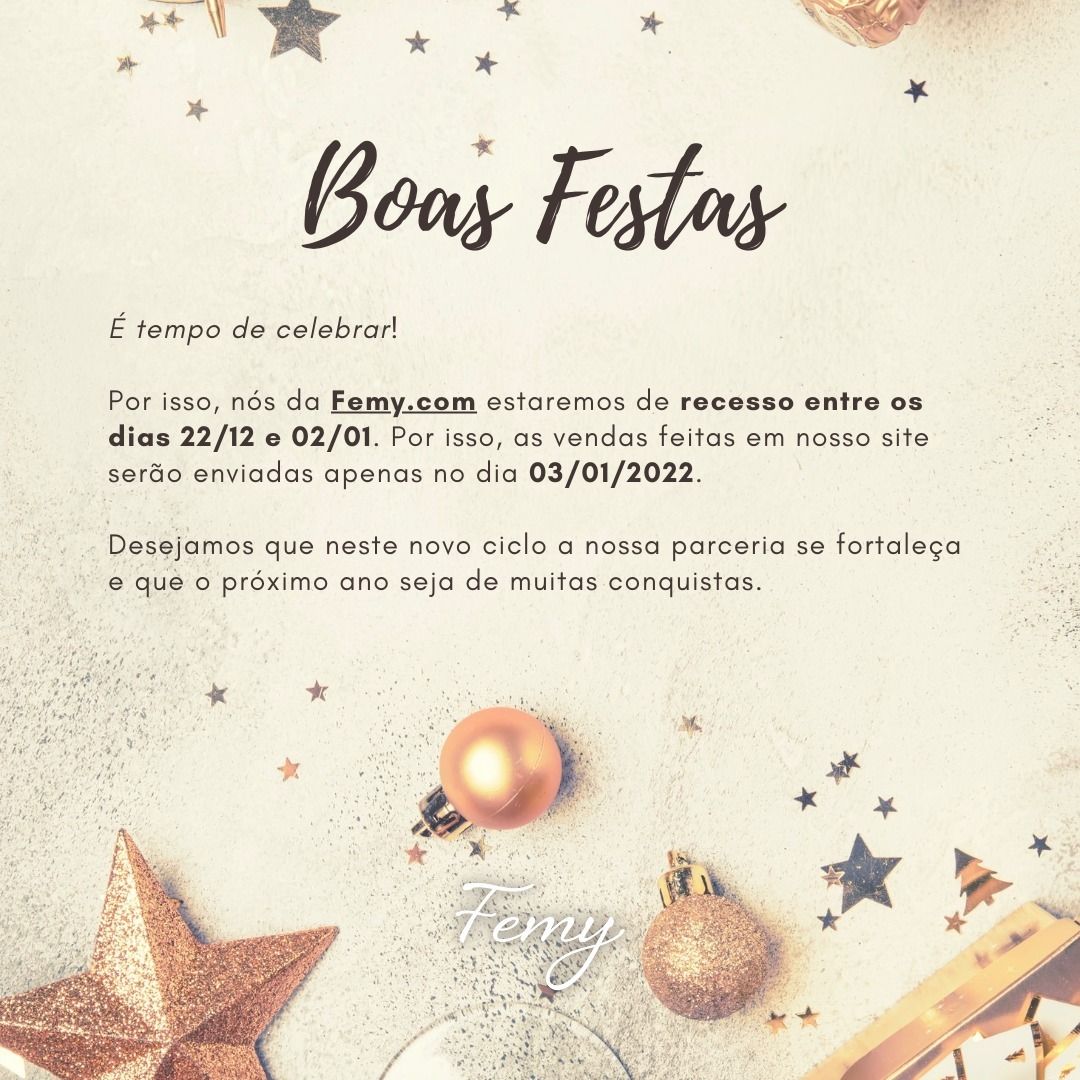 Boas Festas
É tempo de celebrar!
Por isso, nós da Femy.com estaremos de recesso entre os
dias 22/12 e 02/01. Por isso, as vendas feitas em nosso site
serão enviadas apenas no dia 03/01/2022.
Desejamos que neste novo ciclo a nossa parceria se fortaleça
e que o próximo ano seja de muitas conquistas.
Femy